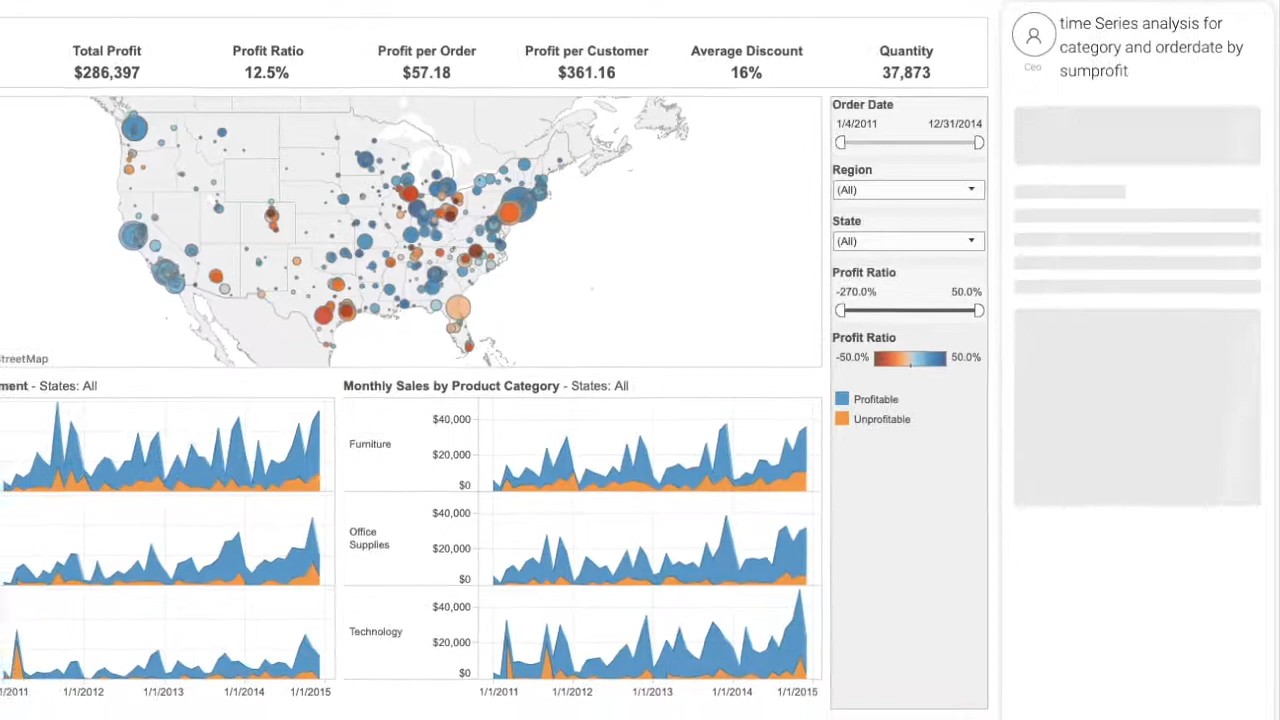 Total Profit
$286,397
Profit Ratio
12.5%
Profit per Order
$57.18
Profit per Customer
$361.16
Average Discount
16%
Quantity
37,873
StreetMap
Order Date
1/4/2011 12/31/2014
Region
(All)
State
(All)
Profit Ratio
-270.0% 50.0%
Profit Ratio
-50.0% 50.0%
Profitable
Unprofitable
ment - States: All
1/2011 1/1/2012 1/1/2013 1/1/2014 1/1/2015
Monthly Sales by Product Category - States: All
Furniture
$40,000
$20,000
$0
Office
Supplies
$40,000
$20,000
$0
Technology
$40,000
$20,000
$0
1/1/2011 1/1/2012 1/1/2013 1/1/2014 1/1/2015
Ceo
time Series analysis for
category and orderdate by
sumprofit